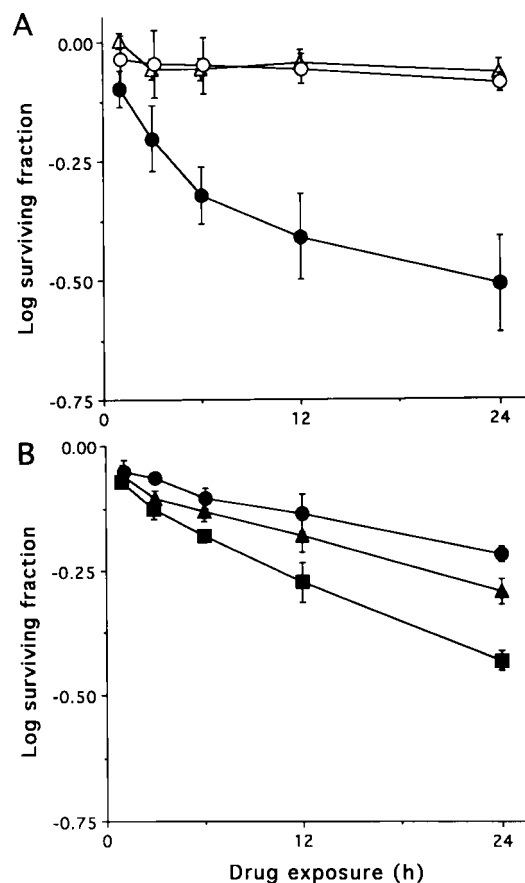 A
0.00
-0.25
-0.50
-0.75
Log surviving fraction
0
12
24
B
0.00
-0.25
-0.50
-0.75
Log surviving fraction
0
12
24
Drug exposure (h)